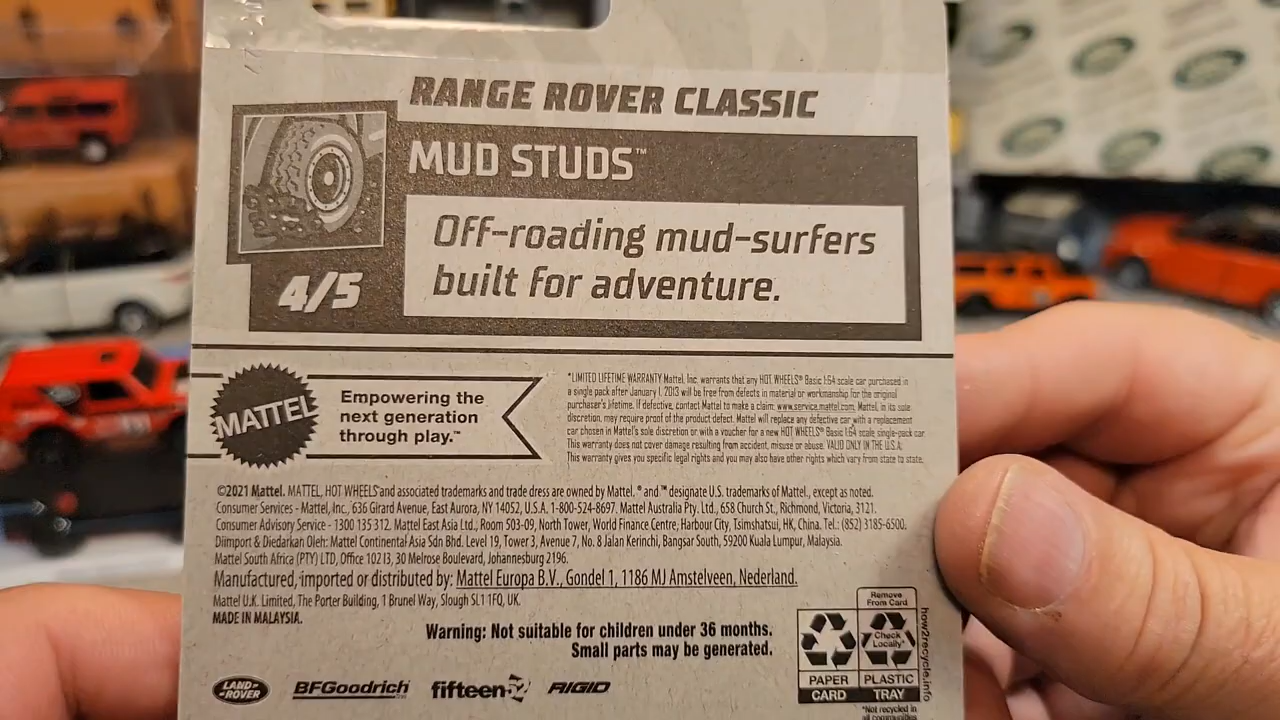 RANGE ROVER CLASSIC
MUD STUDS™
Off-roading mud-surfers
built for adventure.
4/5
MATTEL
Empowering the
next generation
through play.™
*LIMITED LIFETIME WARRANTY Mattel, Inc. warrants that any HOT WHEELS® Basic 1:64 scale car purchased in
a single pack after January 1, 2013 will be free from defects in material or workmanship for the original
purchaser's lifetime. If defective, contact Mattel to make a claim: www.service.mattel.com. Mattel, in its sole
discretion, may require proof of the product defect. Mattel will replace any defective car with a replacement
car chosen in Mattel's sole discretion or with a voucher for a new HOT WHEELS® Basic 1:64 scale single-pack car.
This warranty does not cover damage resulting from accident, misuse or abuse. VALID ONLY IN THE U.S.A.
This warranty gives you specific legal rights and you may also have other rights which vary from state to state.
©2021 Mattel. MATTEL, HOT WHEELS and associated trademarks and trade dress are owned by Mattel. ® and ™ designate U.S. trademarks of Mattel, except as noted.
Consumer Services - Mattel, Inc., 636 Girard Avenue, East Aurora, NY 14052, U.S.A. 1-800-524-8697. Mattel Australia Pty. Ltd., 658 Church St., Richmond, Victoria, 3121.
Consumer Advisory Service - 1300 135 312. Mattel East Asia Ltd., Room 503-09, North Tower, World Finance Centre, Harbour City, Tsimshatsui, HK, China. Tel.: (852) 3185-6500.
Diimport & Diedarkan Oleh: Mattel Continental Asia Sdn Bhd. Level 19, Tower 3, Avenue 7, No. 8 Jalan Kerinchi, Bangsar South, 59200 Kuala Lumpur, Malaysia.
Mattel South Africa (PTY) LTD, Office 102 I3, 30 Melrose Boulevard, Johannesburg 2196.
Manufactured, imported or distributed by: Mattel Europa B.V., Gondel 1, 1186 MJ Amstelveen, Nederland.
Mattel U.K. Limited, The Porter Building, 1 Brunel Way, Slough SL1 1FQ, UK.
MADE IN MALAYSIA.
Warning: Not suitable for children under 36 months.
Small parts may be generated.
Remove
From Card
Check
Locally*
PAPER
PLASTIC
CARD
TRAY
how2recycle.info
*Not recycled in
all communities
LAND-
ROVER
BFGoodrich
fifteen52
RIGID